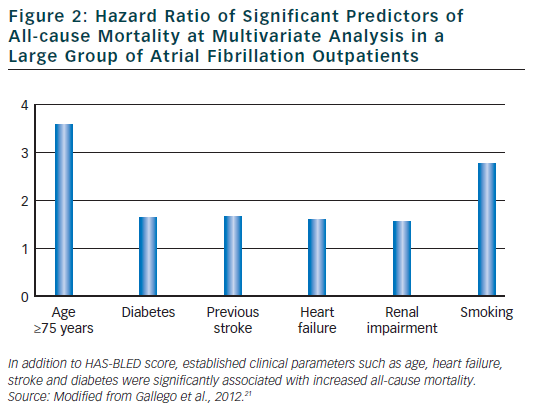 Figure 2: Hazard Ratio of Significant Predictors of
All-cause Mortality at Multivariate Analysis in a
Large Group of Atrial Fibrillation Outpatients
4
3
2
1
0
Age
≥75 years
Diabetes
Previous
stroke
Heart
failure
Renal
impairment
Smoking
In addition to HAS-BLED score, established clinical parameters such as age, heart failure,
stroke and diabetes were significantly associated with increased all-cause mortality.
Source: Modified from Gallego et al., 2012.²¹